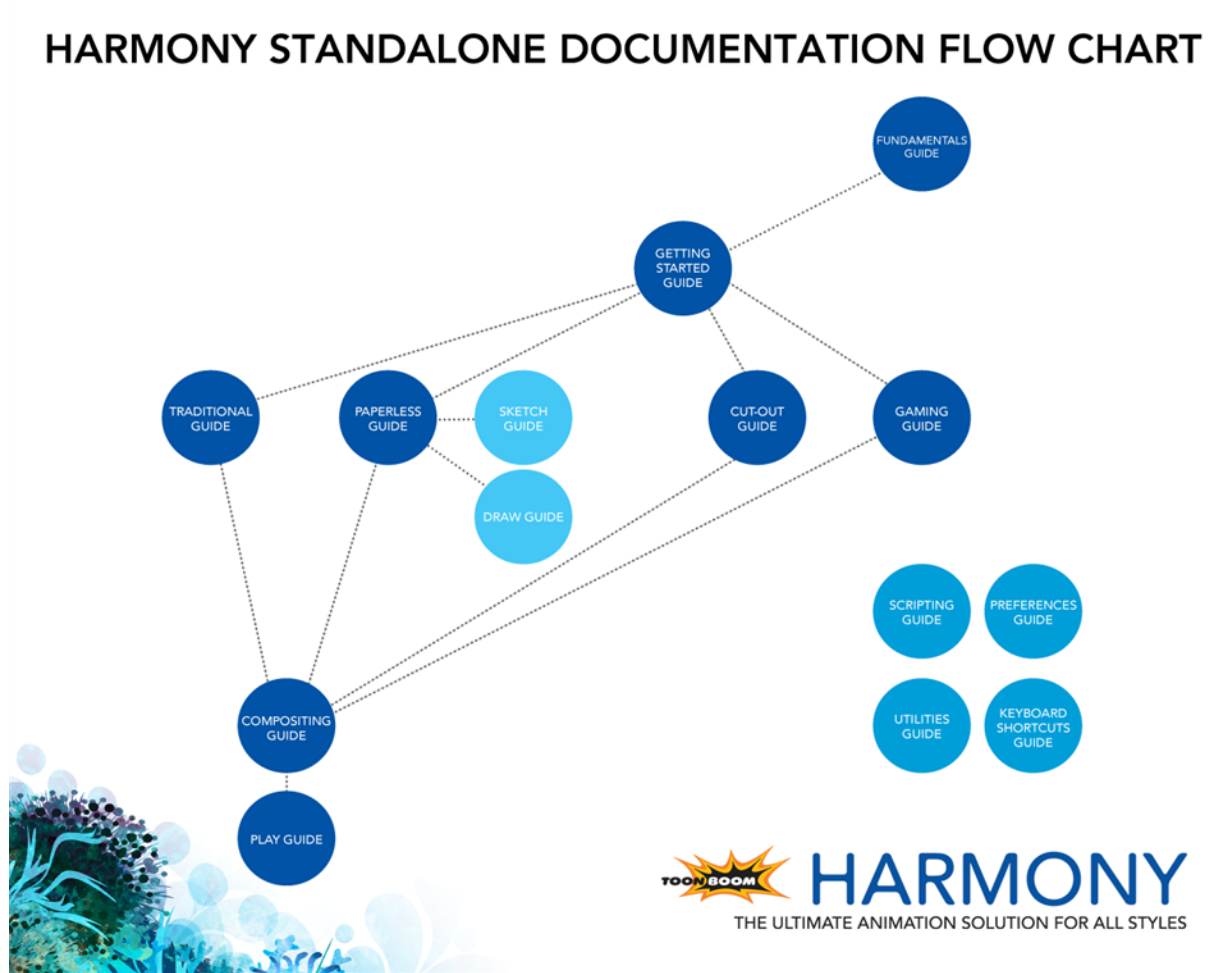 HARMONY STANDALONE DOCUMENTATION FLOW CHART
FUNDAMENTALS
GUIDE
GETTING
STARTED
GUIDE
TRADITIONAL
GUIDE
PAPERLESS
GUIDE
SKETCH
GUIDE
CUT-OUT
GUIDE
GAMING
GUIDE
DRAW GUIDE
SCRIPTING
GUIDE
PREFERENCES
GUIDE
COMPOSITING
GUIDE
UTILITIES
GUIDE
KEYBOARD
SHORTCUTS
GUIDE
PLAY GUIDE
TOON BOOM HARMONY
THE ULTIMATE ANIMATION SOLUTION FOR ALL STYLES